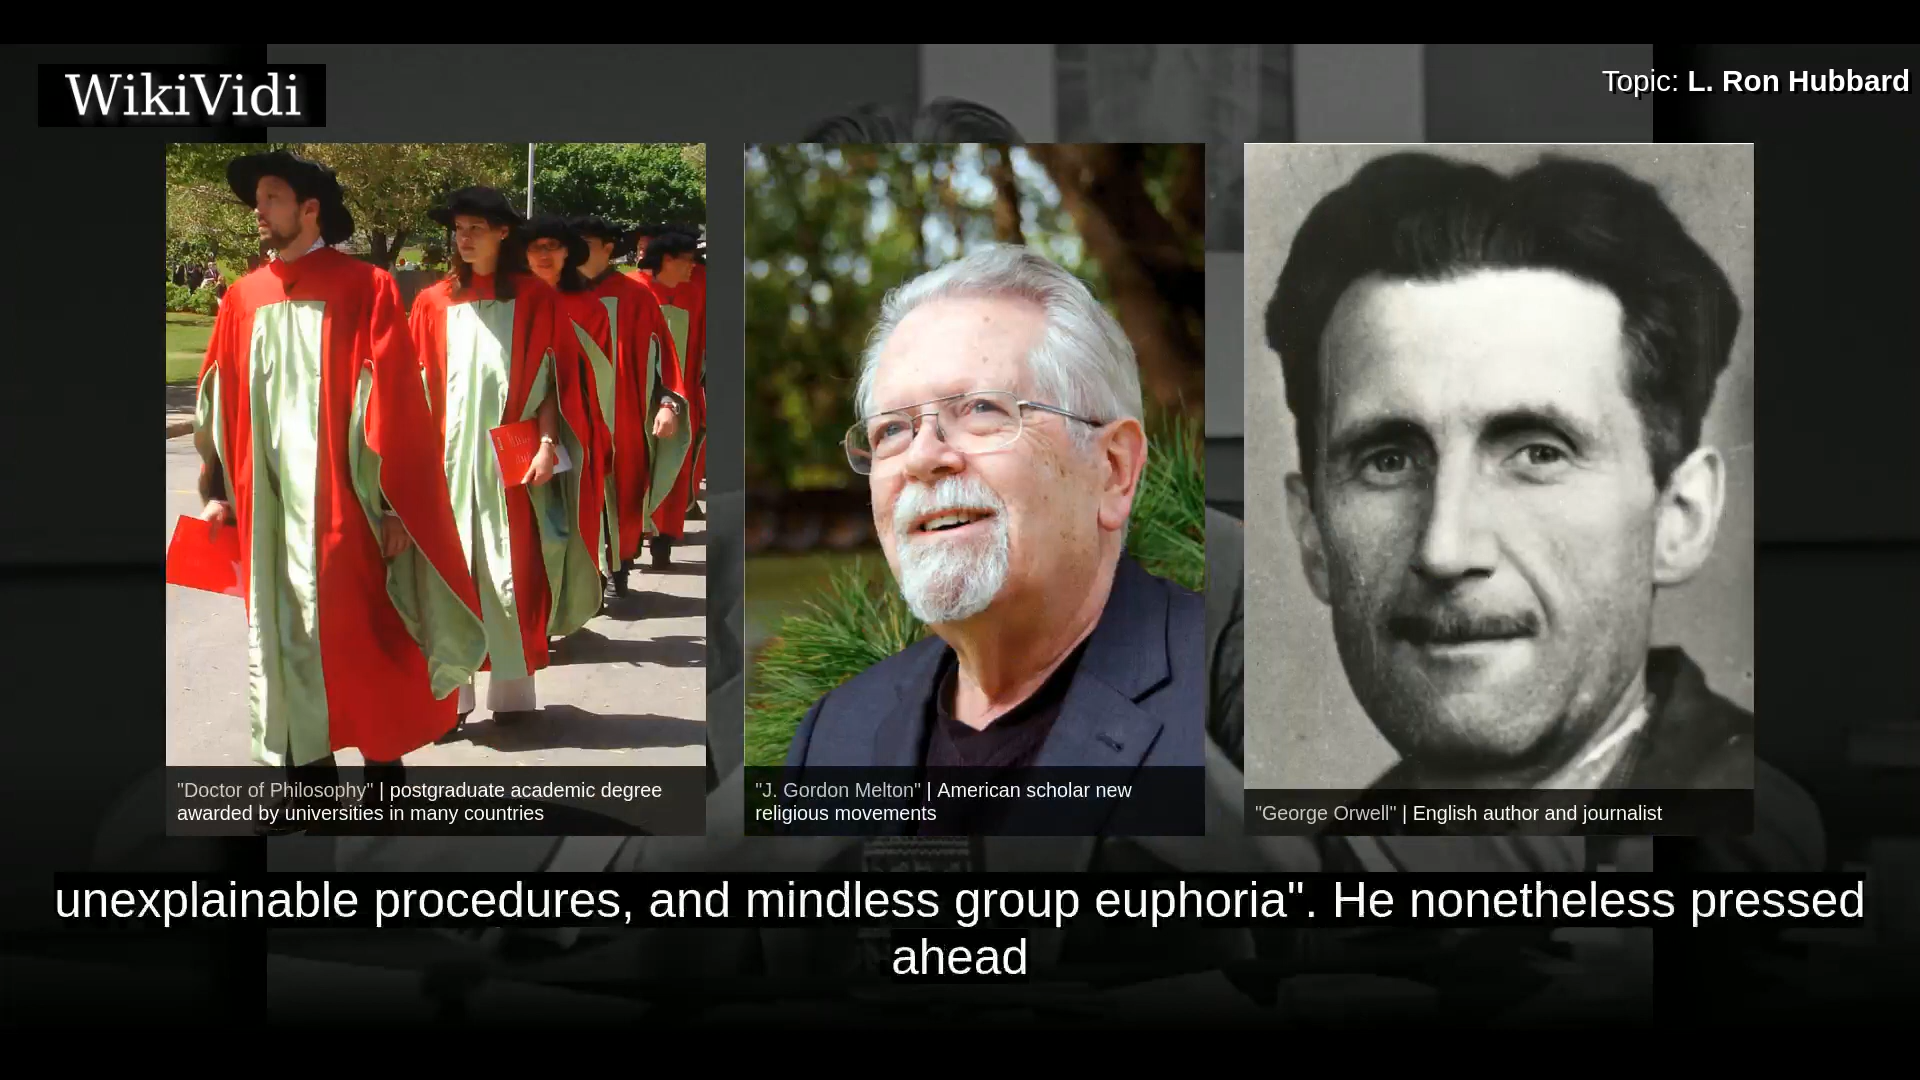 WikiVidi
Topic: L. Ron Hubbard
"Doctor of Philosophy" | postgraduate academic degree
awarded by universities in many countries
"J. Gordon Melton" | American scholar new
religious movements
"George Orwell" | English author and journalist
unexplainable procedures, and mindless group euphoria". He nonetheless pressed
ahead